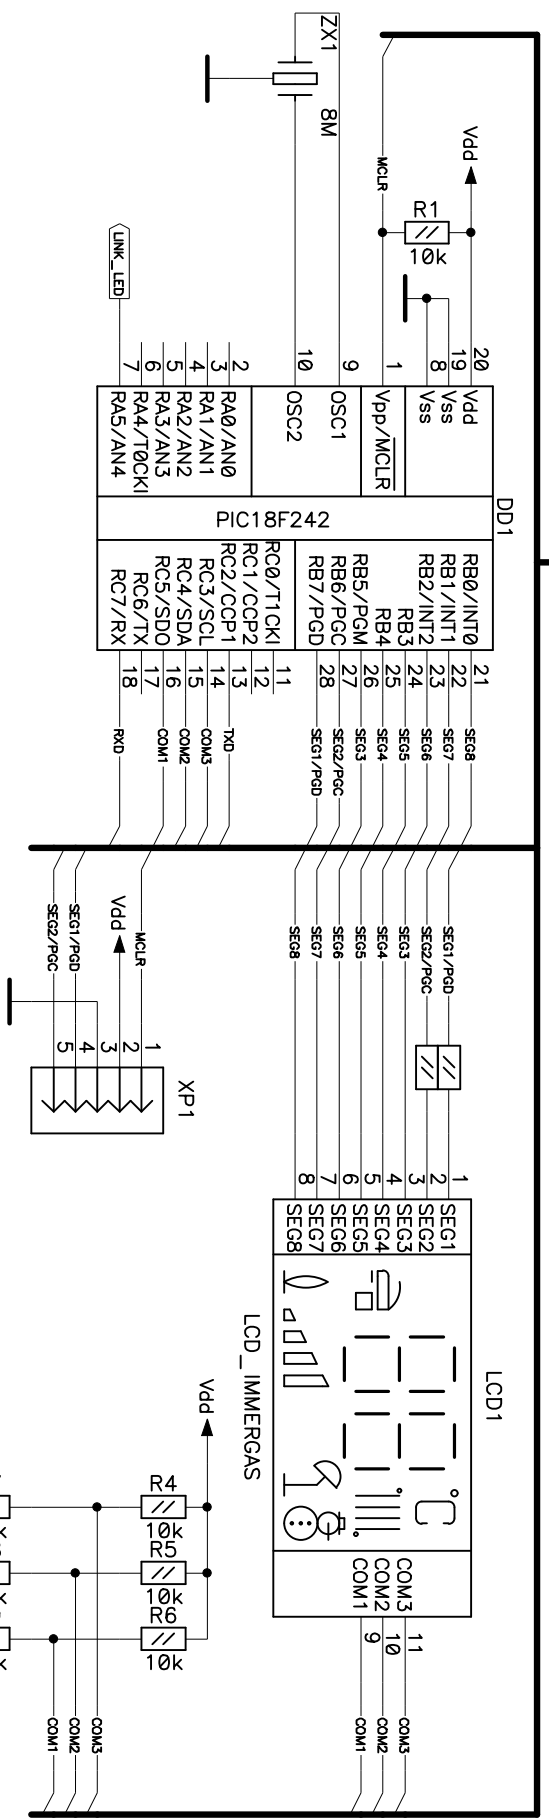 ZX1
8M
Vdd
MCLR
R1
10k
LINK_LED
20
19
8
1
9
10
2
3
4
5
6
7
Vdd
Vss
Vss
Vpp/MCLR
OSC1
OSC2
RA0/AN0
RA1/AN1
RA2/AN2
RA3/AN3
RA4/T0CKI
RA5/AN4
DD1
PIC18F242
RB0/INT0
RB1/INT1
RB2/INT2
RB3
RB4
RB5/PGM
RB6/PGC
RB7/PGD
RC0/T1CKI
RC1/CCP2
RC2/CCP1
RC3/SCL
RC4/SDA
RC5/SDO
RC6/TX
RC7/RX
21
22
23
24
25
26
27
28
11
12
13
14
15
16
17
18
SEG8
SEG7
SEG6
SEG5
SEG4
SEG3
SEG2/PGC
SEG1/PGD
TXD
COM3
COM2
COM1
RXD
SEG1/PGD
SEG2/PGC
SEG3
SEG4
SEG5
SEG6
SEG7
SEG8
MCLR
Vdd
SEG1/PGD
SEG2/PGC
1
2
3
4
5
XP1
1
2
3
4
5
6
7
8
SEG1
SEG2
SEG3
SEG4
SEG5
SEG6
SEG7
SEG8
LCD1
LCD_IMMERGAS
°C
COM3
COM2
COM1
11
10
9
COM3
COM2
COM1
Vdd
R4
10k
R5
10k
R6
10k
COM3
COM2
COM1